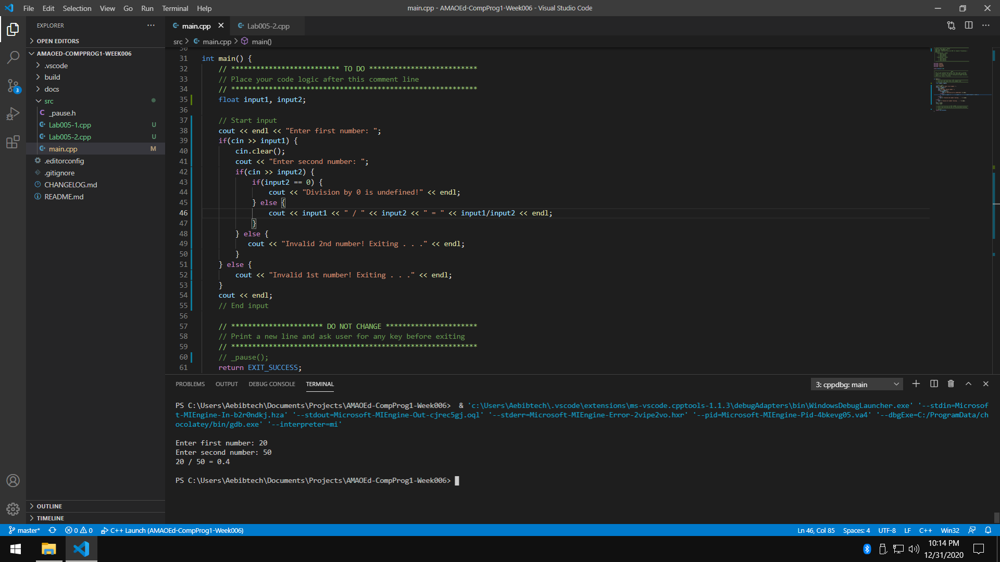 File Edit Selection View Go Run Terminal Help
main.cpp - AMAOEd-CompProg1-Week006 - Visual Studio Code
EXPLORER
OPEN EDITORS
AMAOED-COMPPROG1-WEEK006
.vscode
build
docs
src
C _pause.h
Lab005-1.cpp U
Lab005-2.cpp U
main.cpp M
.editorconfig
.gitignore
CHANGELOG.md
README.md
OUTLINE
TIMELINE
3
main.cpp
Lab005-2.cpp
src > main.cpp > main()
30
31 int main() {
32 // ************************** TO DO **************************
33 // Place your code logic after this comment line
34 // ***********************************************************
35 float input1, input2;
36
37 // Start input
38 cout << endl << "Enter first number: ";
39 if(cin >> input1) {
40 cin.clear();
41 cout << "Enter second number: ";
42 if(cin >> input2) {
43 if(input2 == 0) {
44 cout << "Division by 0 is undefined!" << endl;
45 } else {
46 cout << input1 << " / " << input2 << " = " << input1/input2 << endl;
47 }
48 } else {
49 cout << "Invalid 2nd number! Exiting . . ." << endl;
50 }
51 } else {
52 cout << "Invalid 1st number! Exiting . . ." << endl;
53 }
54 cout << endl;
55 // End input
56
57 // ********************** DO NOT CHANGE **********************
58 // Print a new line and ask user for any key before exiting
59 // ***********************************************************
60 // _pause();
61 return EXIT_SUCCESS;
PROBLEMS OUTPUT DEBUG CONSOLE TERMINAL
3: cppdbg: main
PS C:\Users\Aebibtech\Documents\Projects\AMAOEd-CompProg1-Week006> & 'c:\Users\Aebibtech\.vscode\extensions\ms-vscode.cpptools-1.1.3\debugAdapters\bin\WindowsDebugLauncher.exe' '--stdin=Microsof
t-MIEngine-In-b2r0ndkj.hza' '--stdout=Microsoft-MIEngine-Out-cjrec5gj.oql' '--stderr=Microsoft-MIEngine-Error-2vipe2vo.hxr' '--pid=Microsoft-MIEngine-Pid-4bkevg05.va4' '--dbgExe=C:/ProgramData/ch
ocolatey/bin/gdb.exe' '--interpreter=mi'
Enter first number: 20
Enter second number: 50
20 / 50 = 0.4
PS C:\Users\Aebibtech\Documents\Projects\AMAOEd-CompProg1-Week006>
master* 0 0 C++ Launch (AMAOEd-CompProg1-Week006)
Ln 46, Col 85 Spaces: 4 UTF-8 LF C++ Win32
10:14 PM
12/31/2020